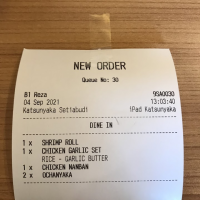 NEW ORDER
Queue No: 30
B1 Reza 9SA0030
04 Sep 2021 13:03:40
Katsunyaka Setiabudi iPad Katsunyaka
DINE IN
1 x SHRIMP ROLL
1 x CHICKEN GARLIC SET
RICE - GARLIC BUTTER
1 x CHICKEN NANBAN
2 x OCHANYAKA